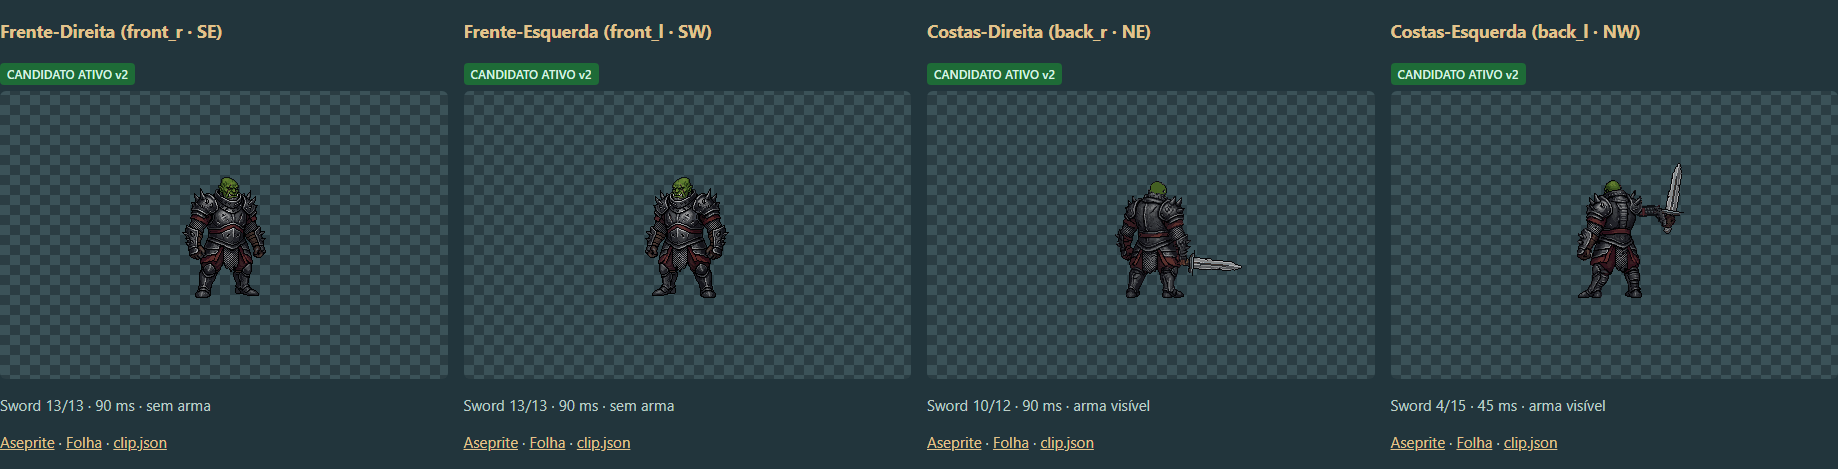 Frente-Direita (front_r · SE)
CANDIDATO ATIVO v2
Sword 13/13 · 90 ms · sem arma
Aseprite · Folha · clip.json
Frente-Esquerda (front_l · SW)
CANDIDATO ATIVO v2
Sword 13/13 · 90 ms · sem arma
Aseprite · Folha · clip.json
Costas-Direita (back_r · NE)
CANDIDATO ATIVO v2
Sword 10/12 · 90 ms · arma visível
Aseprite · Folha · clip.json
Costas-Esquerda (back_l · NW)
CANDIDATO ATIVO v2
Sword 4/15 · 45 ms · arma visível
Aseprite · Folha · clip.json